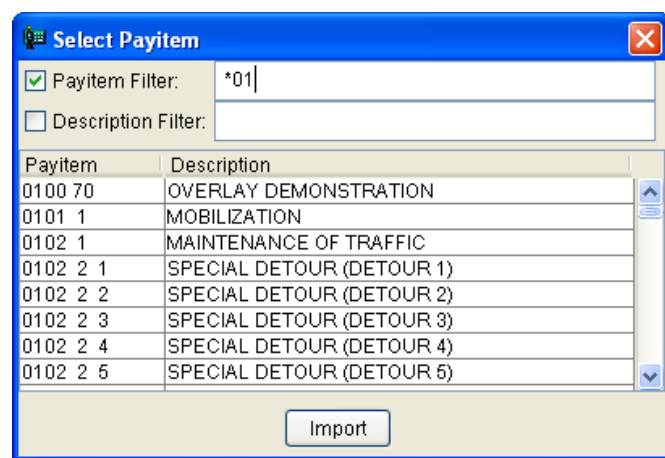 Select Payitem
Payitem Filter: *01
Description Filter:
Payitem Description
0100 70 OVERLAY DEMONSTRATION
0101  1 MOBILIZATION
0102  1 MAINTENANCE OF TRAFFIC
0102  2  1 SPECIAL DETOUR (DETOUR 1)
0102  2  2 SPECIAL DETOUR (DETOUR 2)
0102  2  3 SPECIAL DETOUR (DETOUR 3)
0102  2  4 SPECIAL DETOUR (DETOUR 4)
0102  2  5 SPECIAL DETOUR (DETOUR 5)
Import